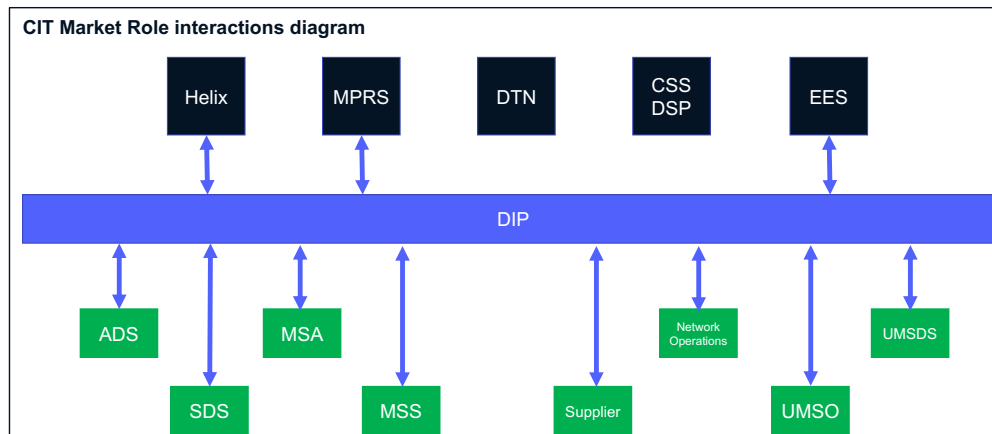 CIT Market Role interactions diagram
Helix
MPRS
DTN
CSS
DSP
EES
DIP
ADS
MSA
Network
Operations
UMSDS
SDS
MSS
Supplier
UMSO